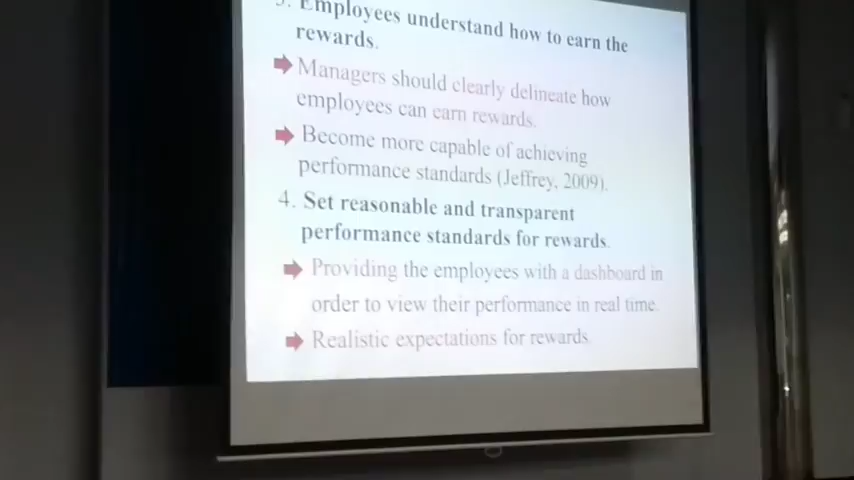 3. Employees understand how to earn the
rewards.
Managers should clearly delineate how
employees can earn rewards.
Become more capable of achieving
performance standards (Jeffrey, 2009).
4. Set reasonable and transparent
performance standards for rewards.
Providing the employees with a dashboard in
order to view their performance in real time.
Realistic expectations for rewards.